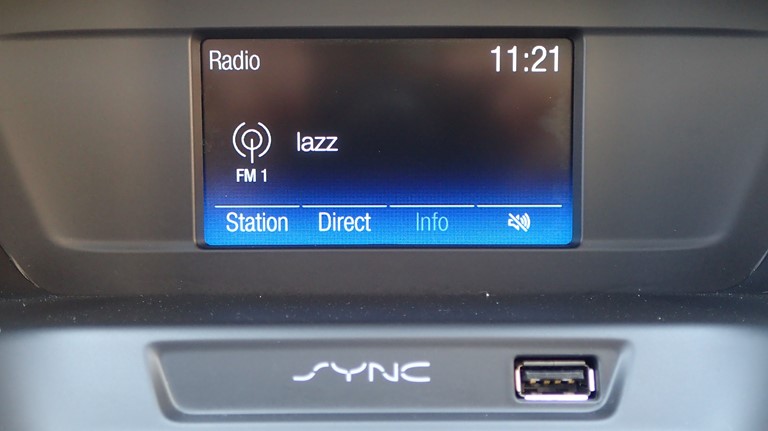 Radio 11:21
lazz
FM 1
Station Direct Info
SYNC